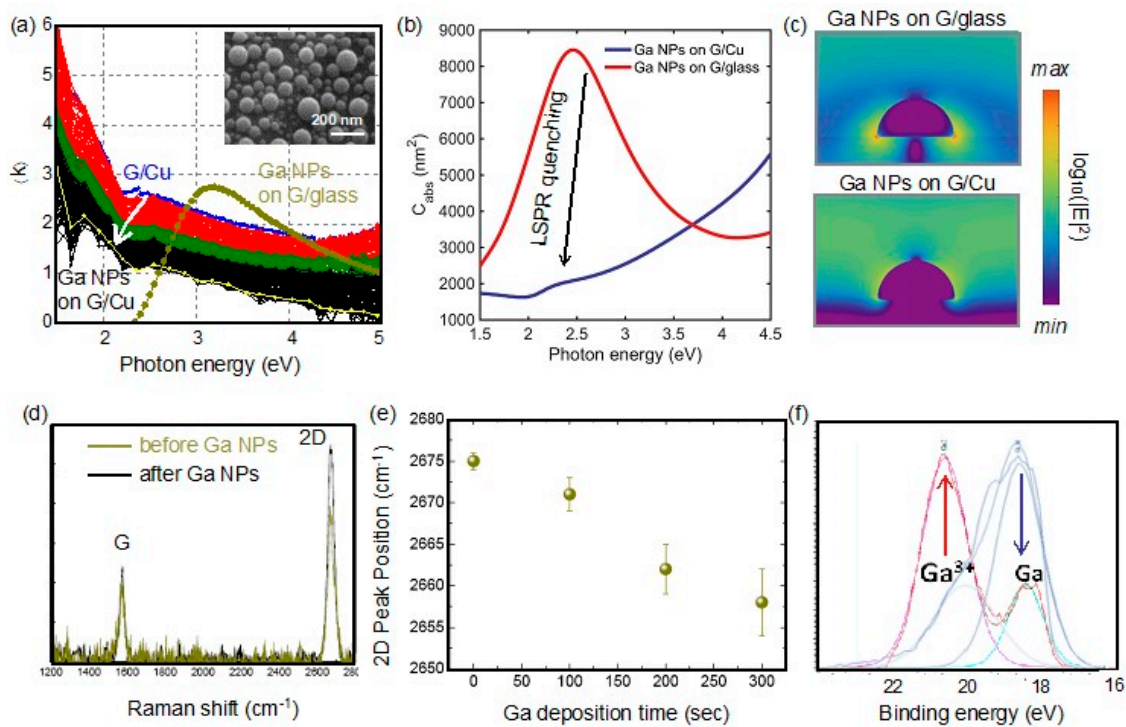 (a)
⟨k⟩
6
5
4
3
2
1
0
200 nm
G/Cu
Ga NPs
on G/glass
Ga NPs
on G/Cu
2 3 4 5
Photon energy (eV)
(b)
Ga NPs on G/Cu
Ga NPs on G/glass
LSPR quenching
Cabs (nm²)
9000
8000
7000
6000
5000
4000
3000
2000
1000
1.5 2 2.5 3 3.5 4 4.5
Photon energy (eV)
(c)
Ga NPs on G/glass
Ga NPs on G/Cu
max
log₁₀(|E|²)
min
(d)
before Ga NPs
after Ga NPs
2D
G
1200 1400 1600 1800 2000 2200 2400 2600 280
Raman shift (cm⁻¹)
(e)
2D Peak Position (cm⁻¹)
2680
2675
2670
2665
2660
2655
2650
0 50 100 150 200 250 300
Ga deposition time (sec)
(f)
Ga³⁺
Ga
22 20 18 16
Binding energy (eV)